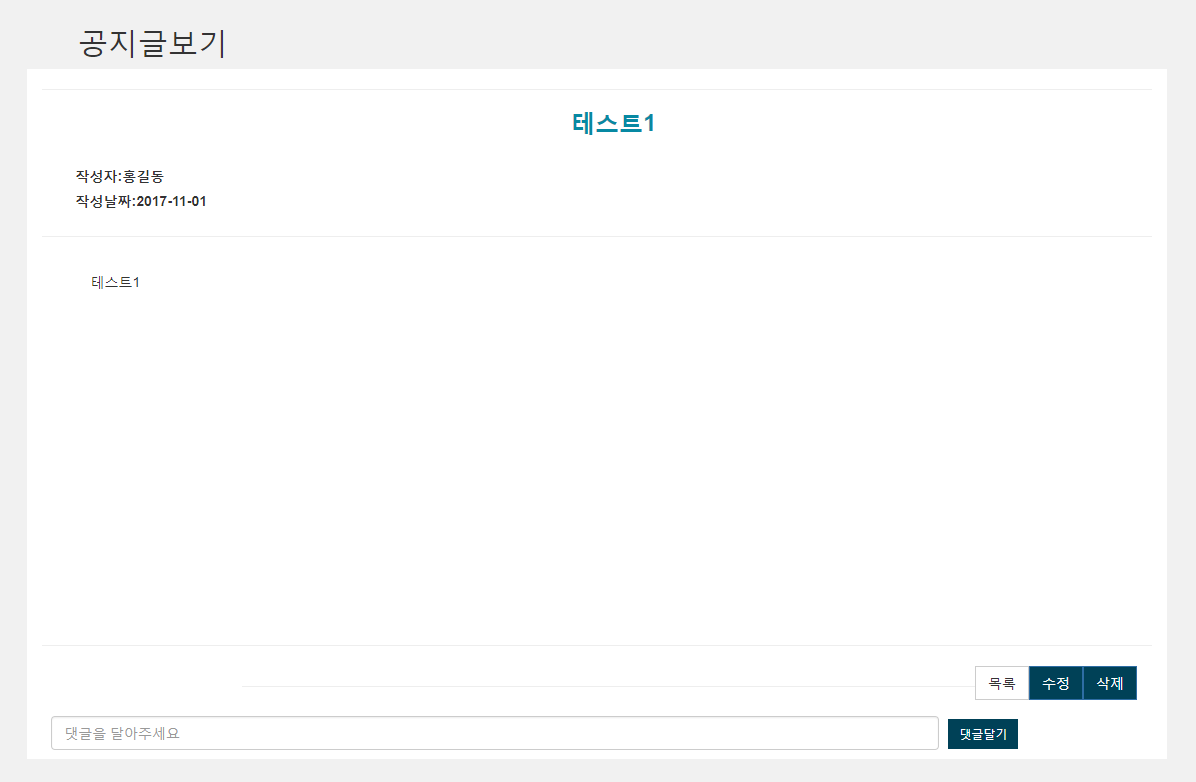 공지글보기
테스트1
작성자:홍길동
작성날짜:2017-11-01
테스트1
목록 수정 삭제
댓글을 달아주세요 댓글달기